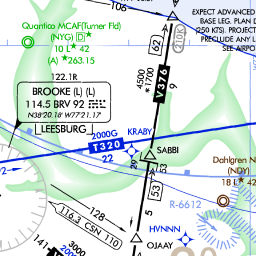 106
EXPECT ADVANCED
BASE LEG. PLAN D
(250 KTS). PROJECT
PRECLUDE ANY L
SEE AIRPO
Quantico MCAF(Turner Fld)
(NYG) D★
10 L★ 42
(A) ★263.15
122.1R
BROOKE (L) (L)
114.5 BRV 92
N38°20.18' W77°21.17'
LEESBURG
62
4500
*1700
V376
9
2000G
T320
22
KRABY
SABBI
29
53
53
5
Dahlgren N
(NDY)
18 L★ 42
R-6612
128
116.3 CSN 110
3000
141
HVNNN
OJAAY